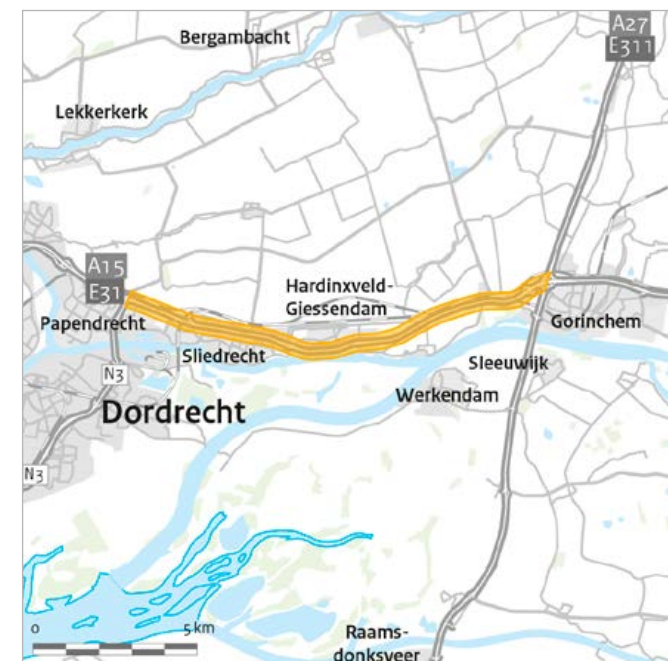 A27
E311
Bergambacht
Lekkerkerk
A15
E31
Hardinxveld-
Giessendam
Papendrecht
Gorinchem
Sliedrecht
Sleeuwijk
N3
Werkendam
Dordrecht
N3
0 5 km
Raams-
donksveer